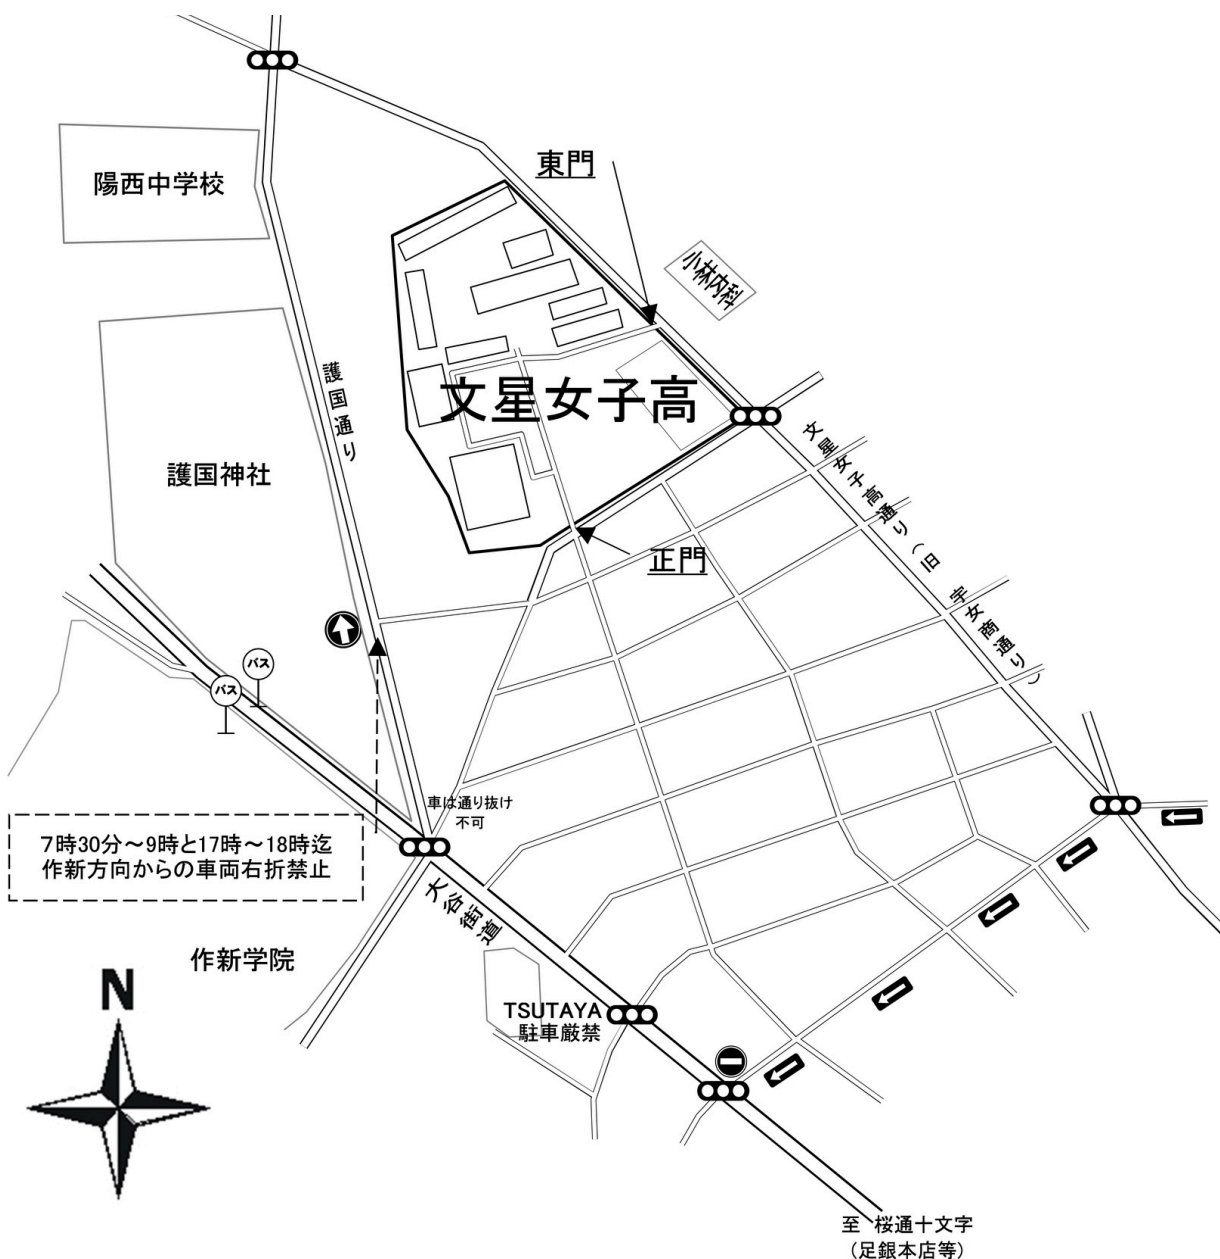 東門
陽西中学校
小林内科
護国通り
文星女子高
文星女子高通り（旧 宇女商通り）
護国神社
正門
バス
バス
車は通り抜け
不可
7時30分～9時と17時～18時迄
作新方向からの車両右折禁止
大谷街道
作新学院
N
TSUTAYA
駐車厳禁
至 桜通十文字
（足銀本店等）